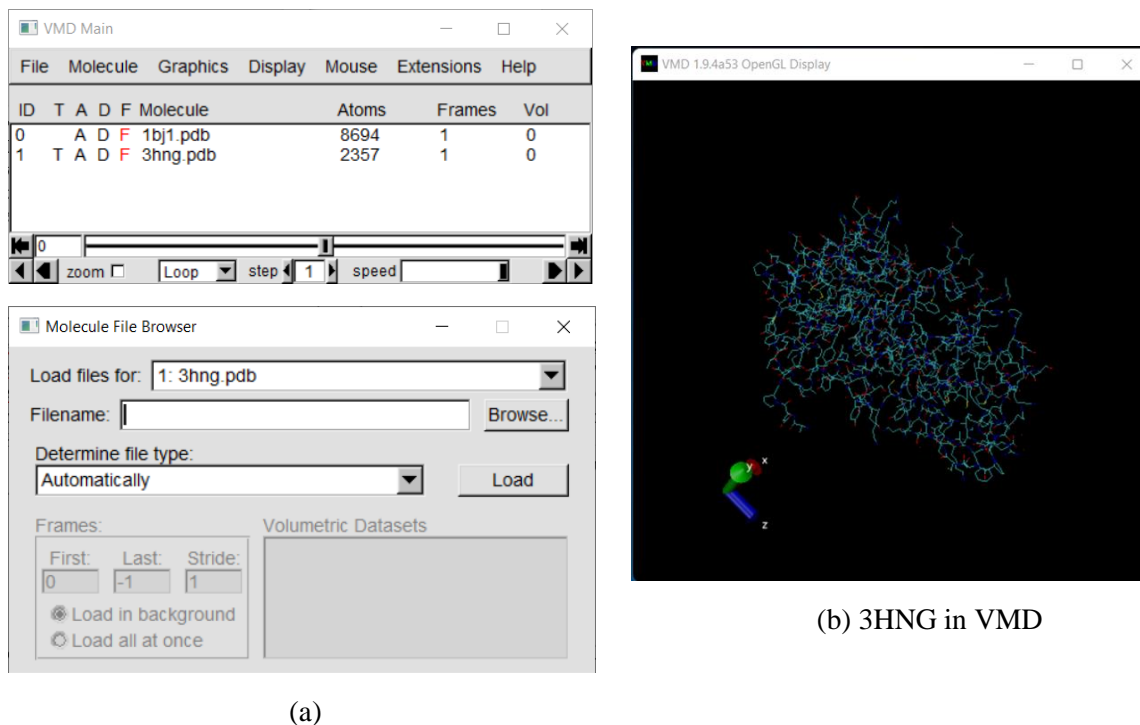 VMD Main
File Molecule Graphics Display Mouse Extensions Help
ID T A D F Molecule Atoms Frames Vol
0 A D F 1bj1.pdb 8694 1 0
1 T A D F 3hng.pdb 2357 1 0
0
zoom Loop step 1 speed
Molecule File Browser
Load files for: 1: 3hng.pdb
Filename: Browse...
Determine file type:
Automatically Load
Frames: Volumetric Datasets
First: Last: Stride:
0 -1 1
Load in background
Load all at once
(a)
VMD 1.9.4a53 OpenGL Display
y x
z
(b) 3HNG in VMD